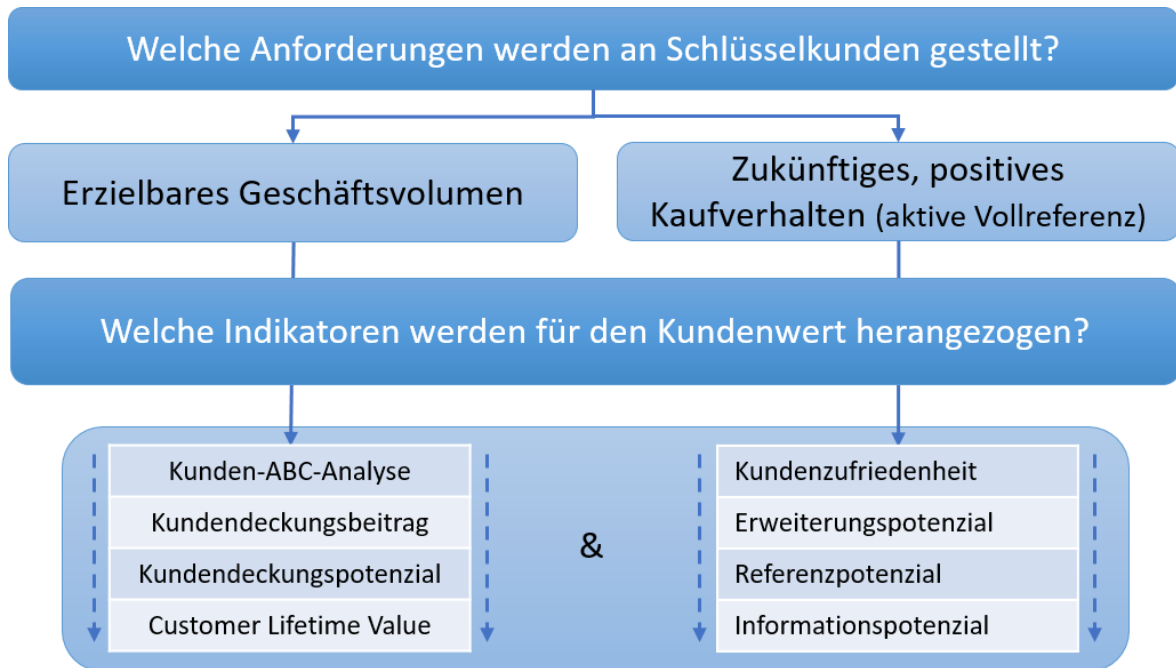 Welche Anforderungen werden an Schlüsselkunden gestellt?
Erzielbares Geschäftsvolumen
Zukünftiges, positives
Kaufverhalten (aktive Vollreferenz)
Welche Indikatoren werden für den Kundenwert herangezogen?
Kunden-ABC-Analyse
Kundendeckungsbeitrag
Kundendeckungspotenzial
Customer Lifetime Value
&
Kundenzufriedenheit
Erweiterungspotenzial
Referenzpotenzial
Informationspotenzial